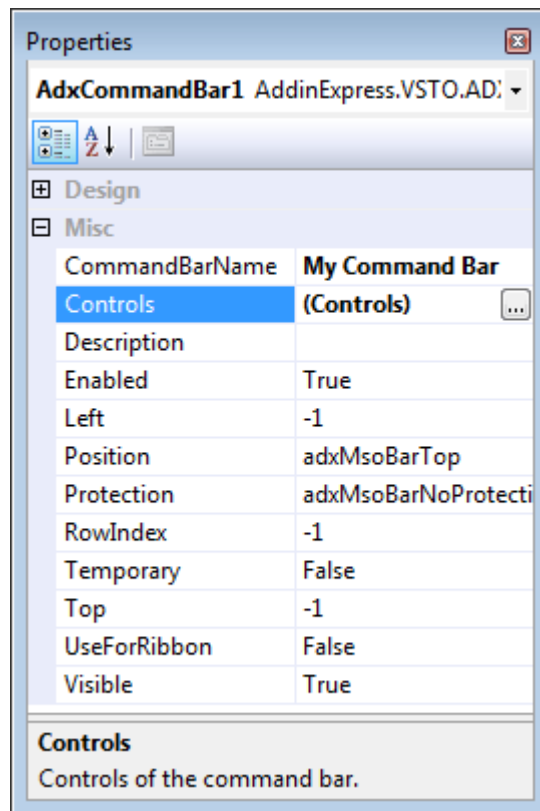 Properties
AdxCommandBar1 AddinExpress.VSTO.ADX
A
Z
Design
Misc
CommandBarName My Command Bar
Controls (Controls) ...
Description
Enabled True
Left -1
Position adxMsoBarTop
Protection adxMsoBarNoProtecti
RowIndex -1
Temporary False
Top -1
UseForRibbon False
Visible True
Controls
Controls of the command bar.